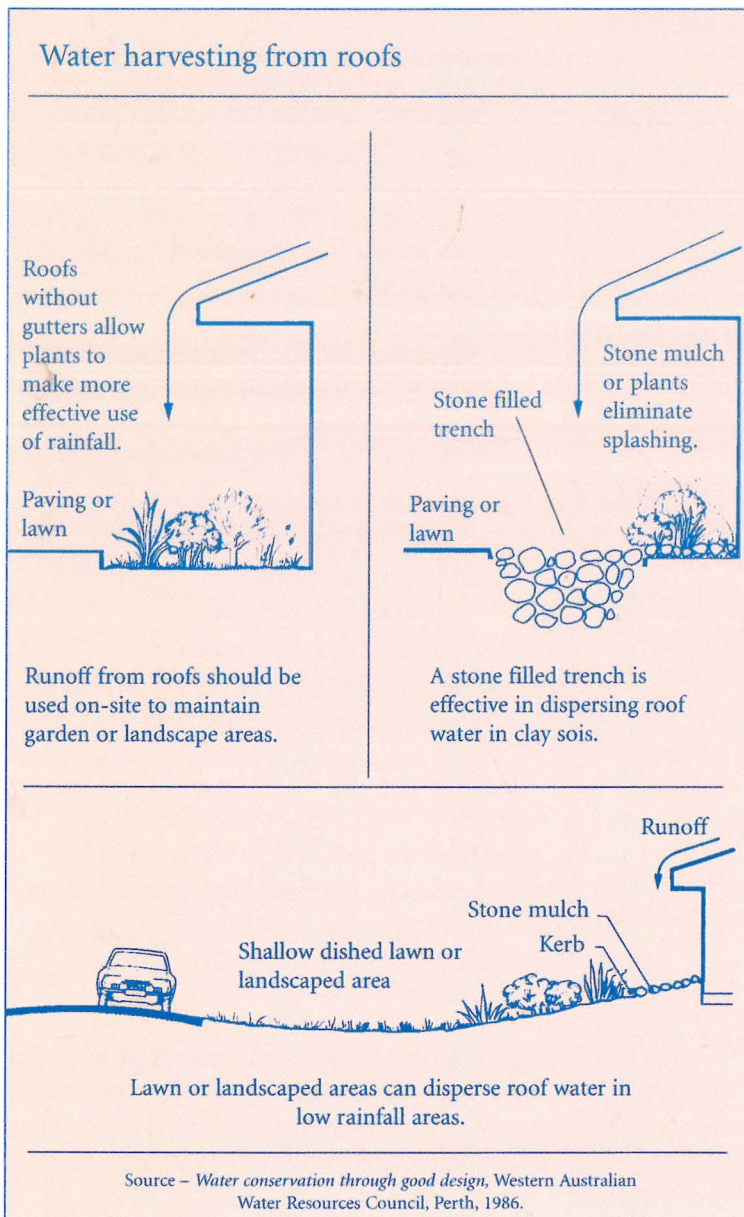 Water harvesting from roofs
Roofs
without
gutters allow
plants to
make more
effective use
of rainfall.
Paving or
lawn
Runoff from roofs should be
used on-site to maintain
garden or landscape areas.
Stone filled
trench
Stone mulch
or plants
eliminate
splashing.
Paving or
lawn
A stone filled trench is
effective in dispersing roof
water in clay sois.
Runoff
Stone mulch
Kerb
Shallow dished lawn or
landscaped area
Lawn or landscaped areas can disperse roof water in
low rainfall areas.
Source – Water conservation through good design, Western Australian
Water Resources Council, Perth, 1986.